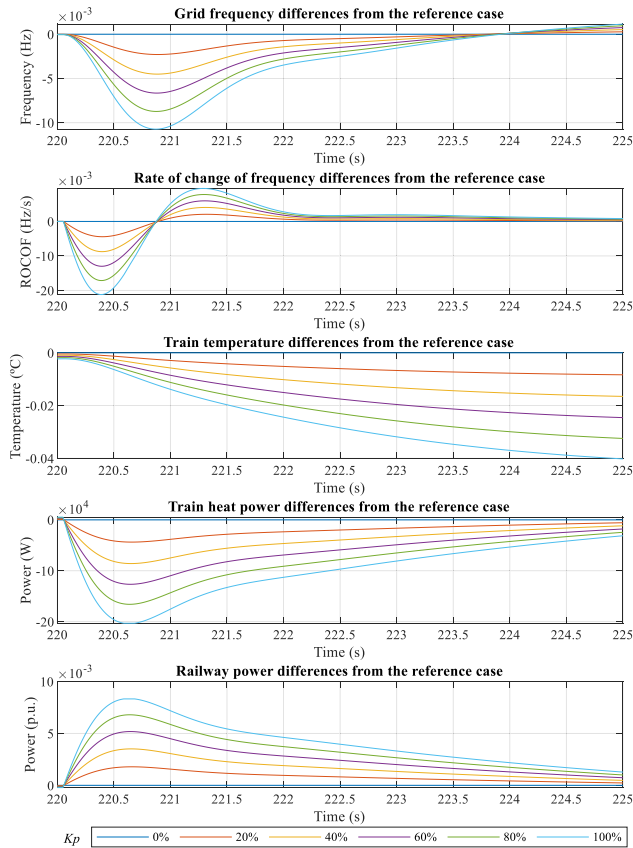 Grid frequency differences from the reference case
×10⁻³
Frequency (Hz)
0
-5
-10
220 220.5 221 221.5 222 222.5 223 223.5 224 224.5 225
Time (s)
Rate of change of frequency differences from the reference case
×10⁻³
ROCOF (Hz/s)
0
-10
-20
220 220.5 221 221.5 222 222.5 223 223.5 224 224.5 225
Time (s)
Train temperature differences from the reference case
Temperature (°C)
0
-0.02
-0.04
220 220.5 221 221.5 222 222.5 223 223.5 224 224.5 225
Time (s)
Train heat power differences from the reference case
×10⁴
Power (W)
0
-10
-20
220 220.5 221 221.5 222 222.5 223 223.5 224 224.5 225
Time (s)
Railway power differences from the reference case
×10⁻³
Power (p.u.)
10
5
0
220 220.5 221 221.5 222 222.5 223 223.5 224 224.5 225
Time (s)
Kp 0% 20% 40% 60% 80% 100%